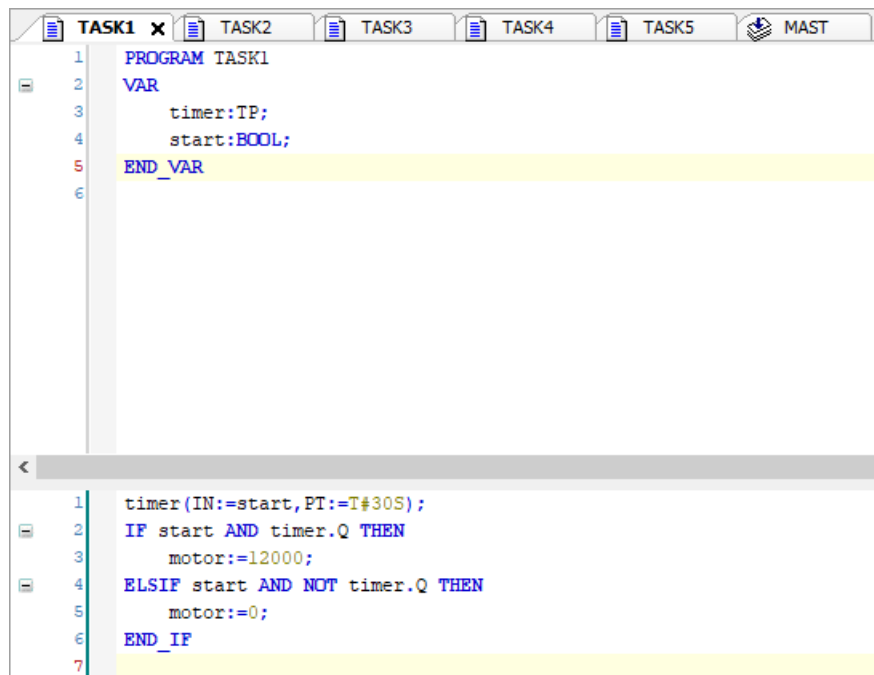 TASK1 TASK2 TASK3 TASK4 TASK5 MAST
1 PROGRAM TASK1
2 VAR
3 timer:TP;
4 start:BOOL;
5 END_VAR
6
1 timer(IN:=start,PT:=T#30S);
2 IF start AND timer.Q THEN
3 motor:=12000;
4 ELSIF start AND NOT timer.Q THEN
5 motor:=0;
6 END_IF
7